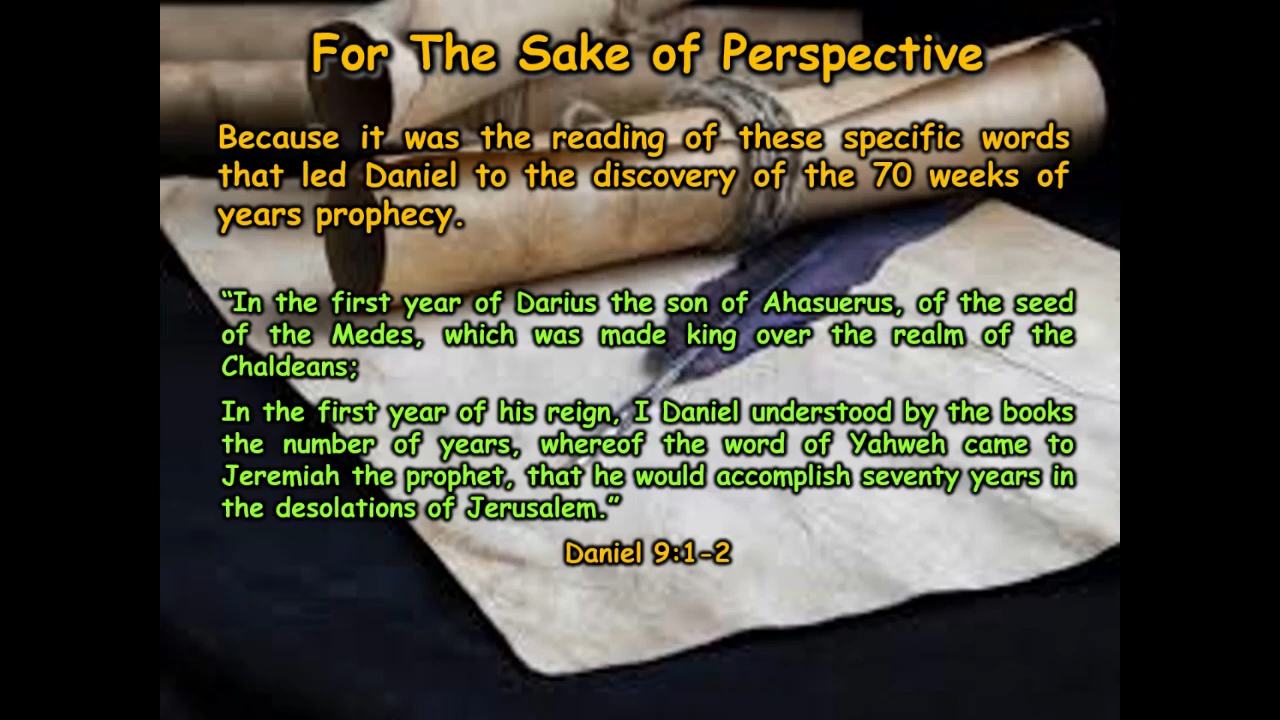 For The Sake of Perspective
Because it was the reading of these specific words
that led Daniel to the discovery of the 70 weeks of
years prophecy.
“In the first year of Darius the son of Ahasuerus, of the seed
of the Medes, which was made king over the realm of the
Chaldeans;
In the first year of his reign, I Daniel understood by the books
the number of years, whereof the word of Yahweh came to
Jeremiah the prophet, that he would accomplish seventy years in
the desolations of Jerusalem.”
Daniel 9:1-2